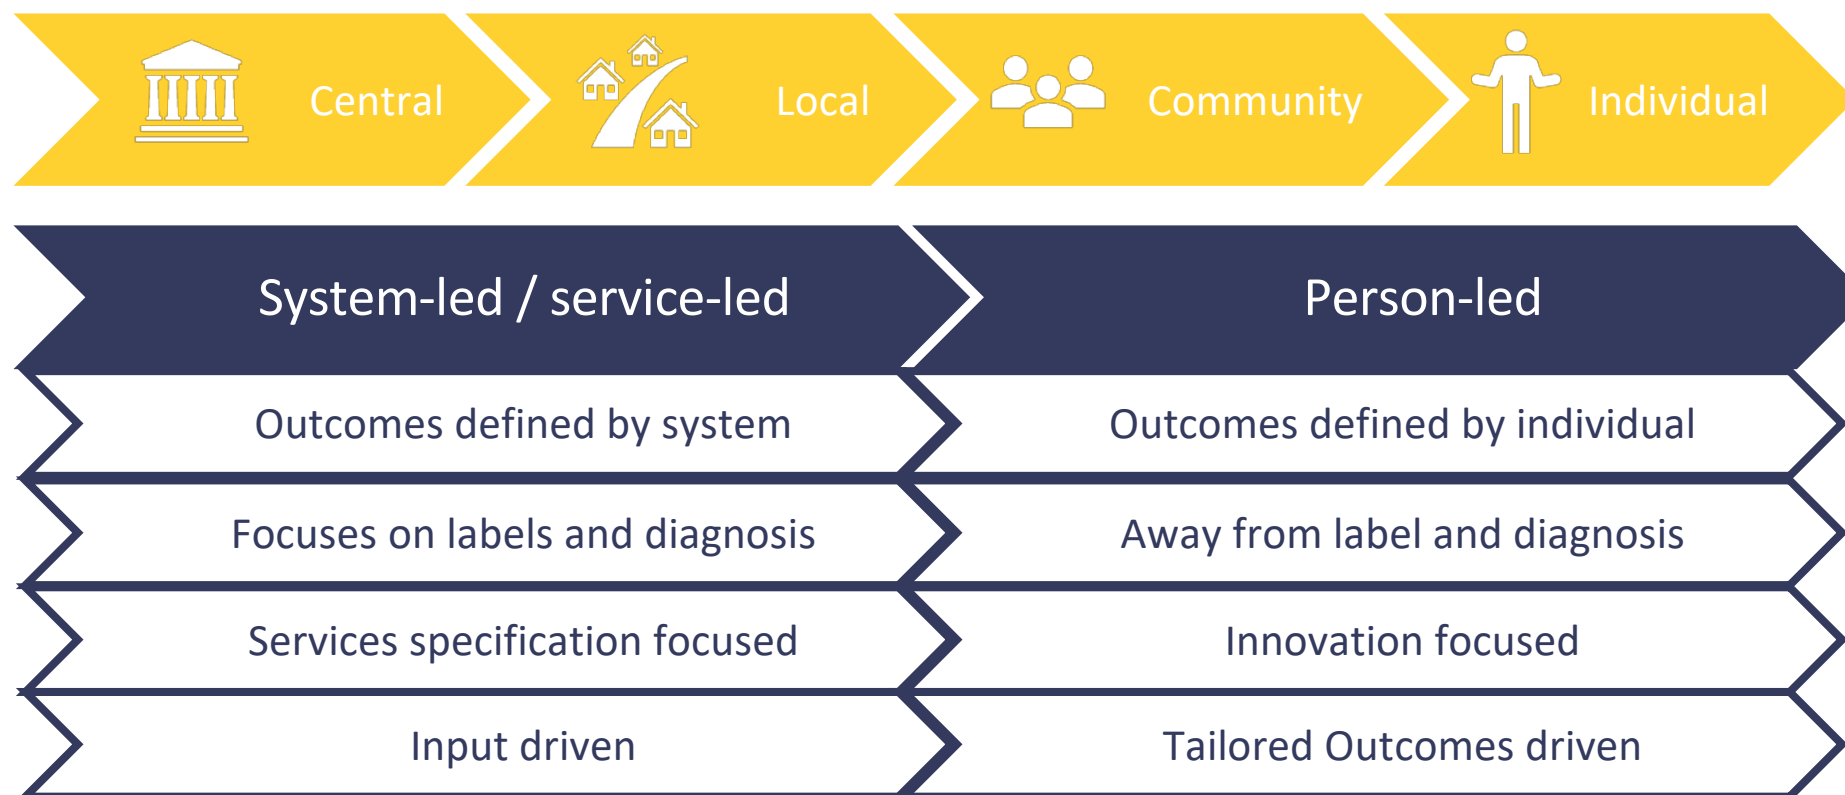 Central
Local
Community
Individual
System-led / service-led
Person-led
Outcomes defined by system
Outcomes defined by individual
Focuses on labels and diagnosis
Away from label and diagnosis
Services specification focused
Innovation focused
Input driven
Tailored Outcomes driven